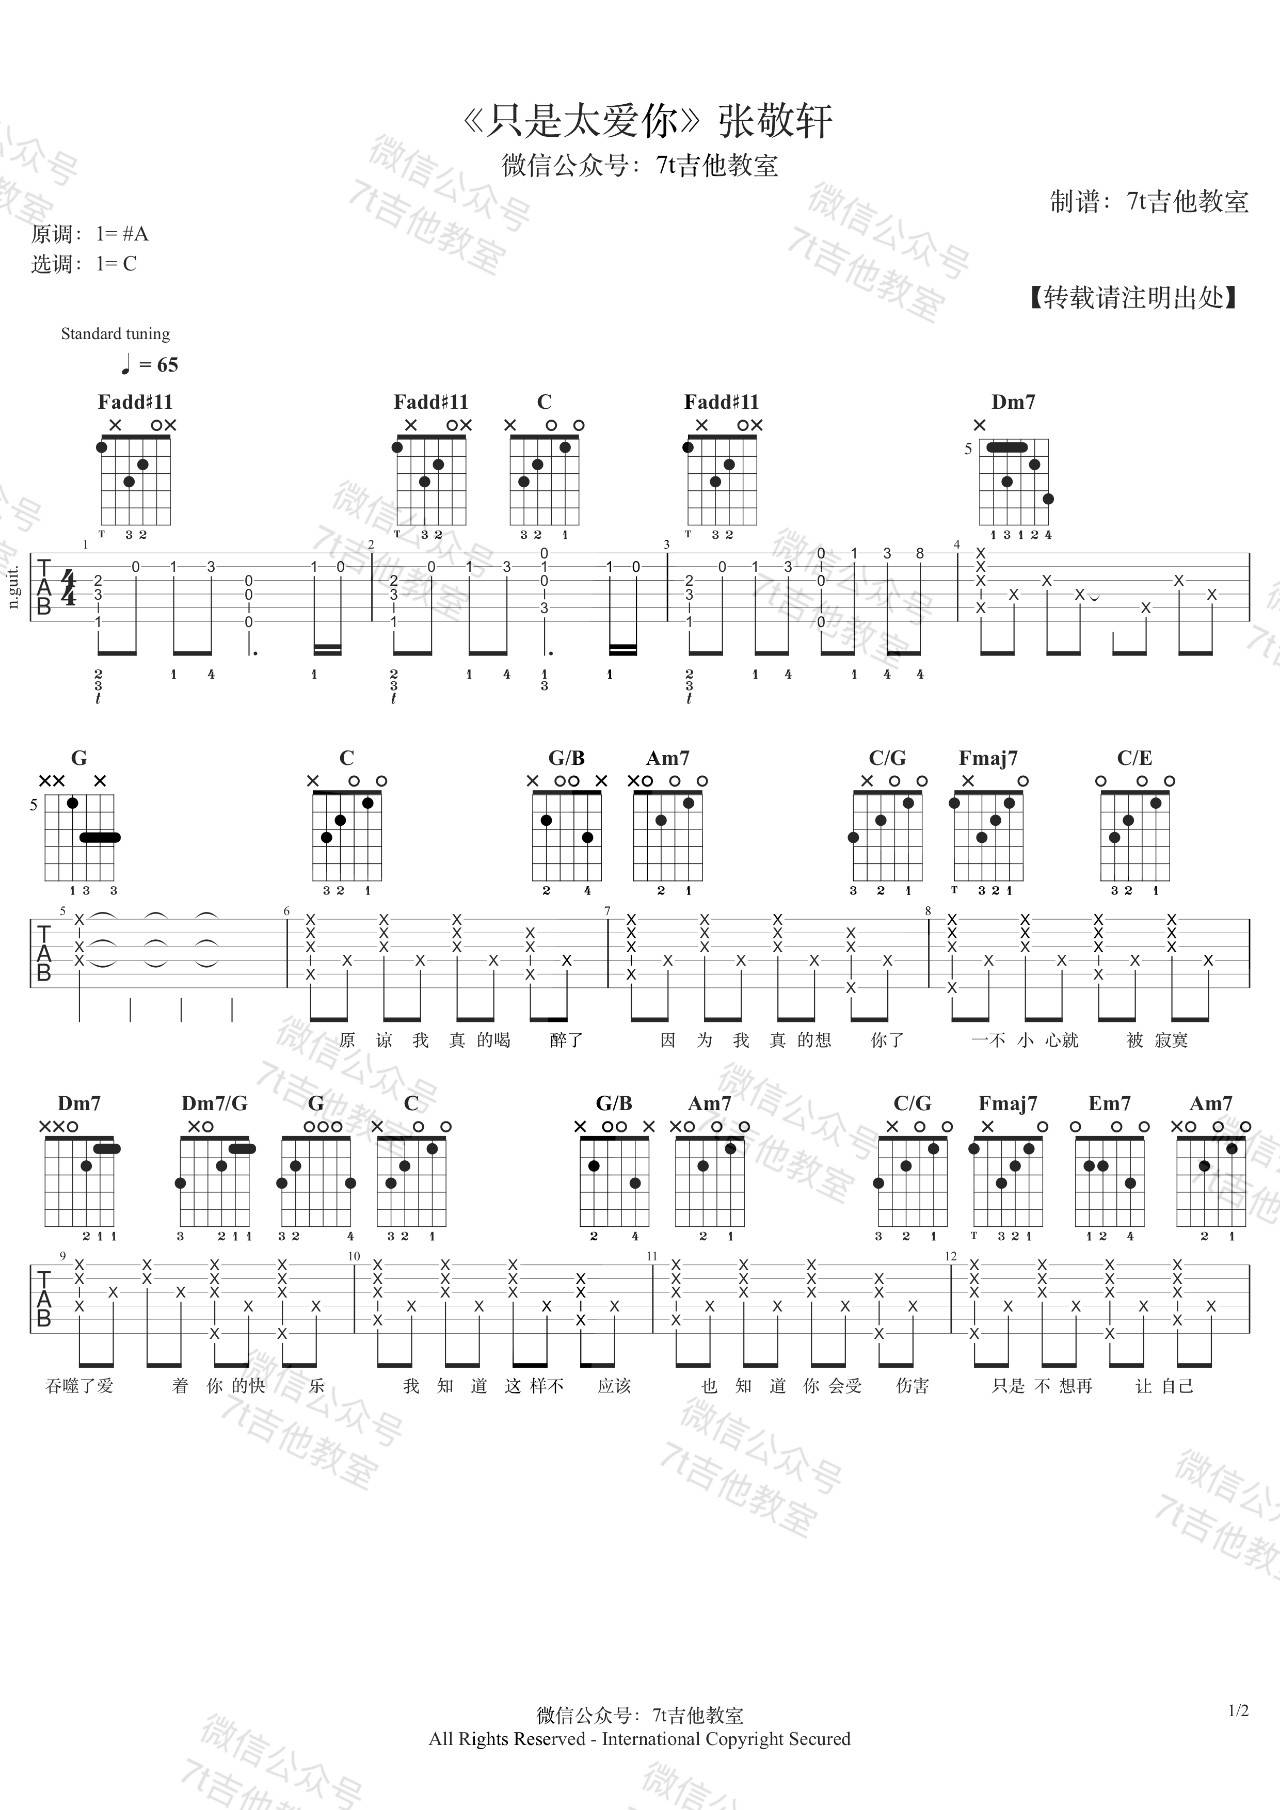 《只是太爱你》张敬轩
微信公众号：7t吉他教室
制谱：7t吉他教室
原调：1= #A
选调：1= C
【转载请注明出处】
Standard tuning
♩ = 65
Fadd♯11 Fadd♯11 C Fadd♯11 Dm7
n.guit.
G C G/B Am7 C/G Fmaj7 C/E
原 谅 我 真 的喝 醉了 因 为 我 真 的想 你了 一不 小 心就 被 寂寞
Dm7 Dm7/G G C G/B Am7 C/G Fmaj7 Em7 Am7
吞噬了爱 着 你 的快 乐 我 知 道 这 样不 应该 也 知 道 你 会受 伤害 只是 不 想再 让 自己
微信公众号：7t吉他教室
1/2
All Rights Reserved - International Copyright Secured